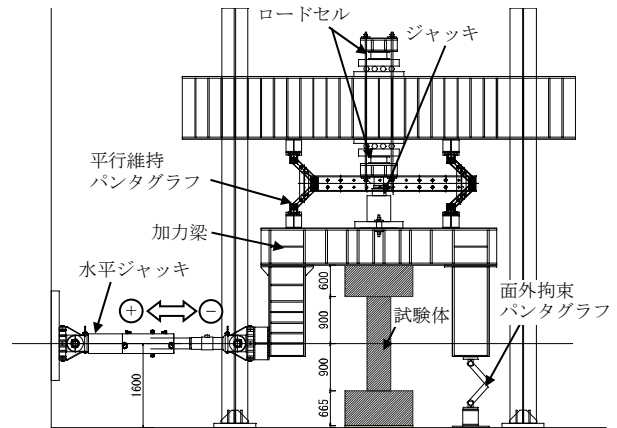 ロードセル
ジャッキ
平行維持
パンタグラフ
加力梁
水平ジャッキ
＋
－
600
900
試験体
面外拘束
パンタグラフ
900
1600
665